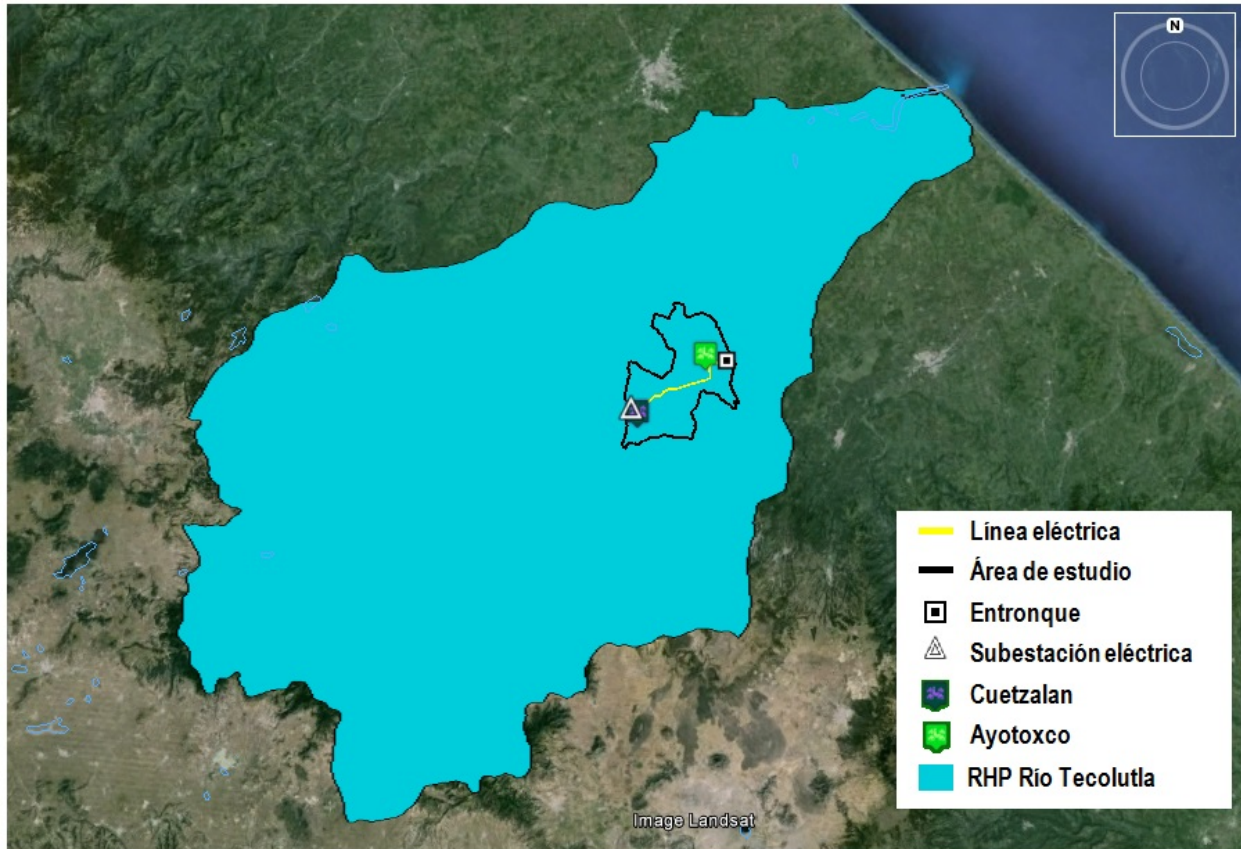 N
Línea eléctrica
Área de estudio
Entronque
Subestación eléctrica
Cuetzalan
Ayotoxco
RHP Río Tecolutla
Image Landsat